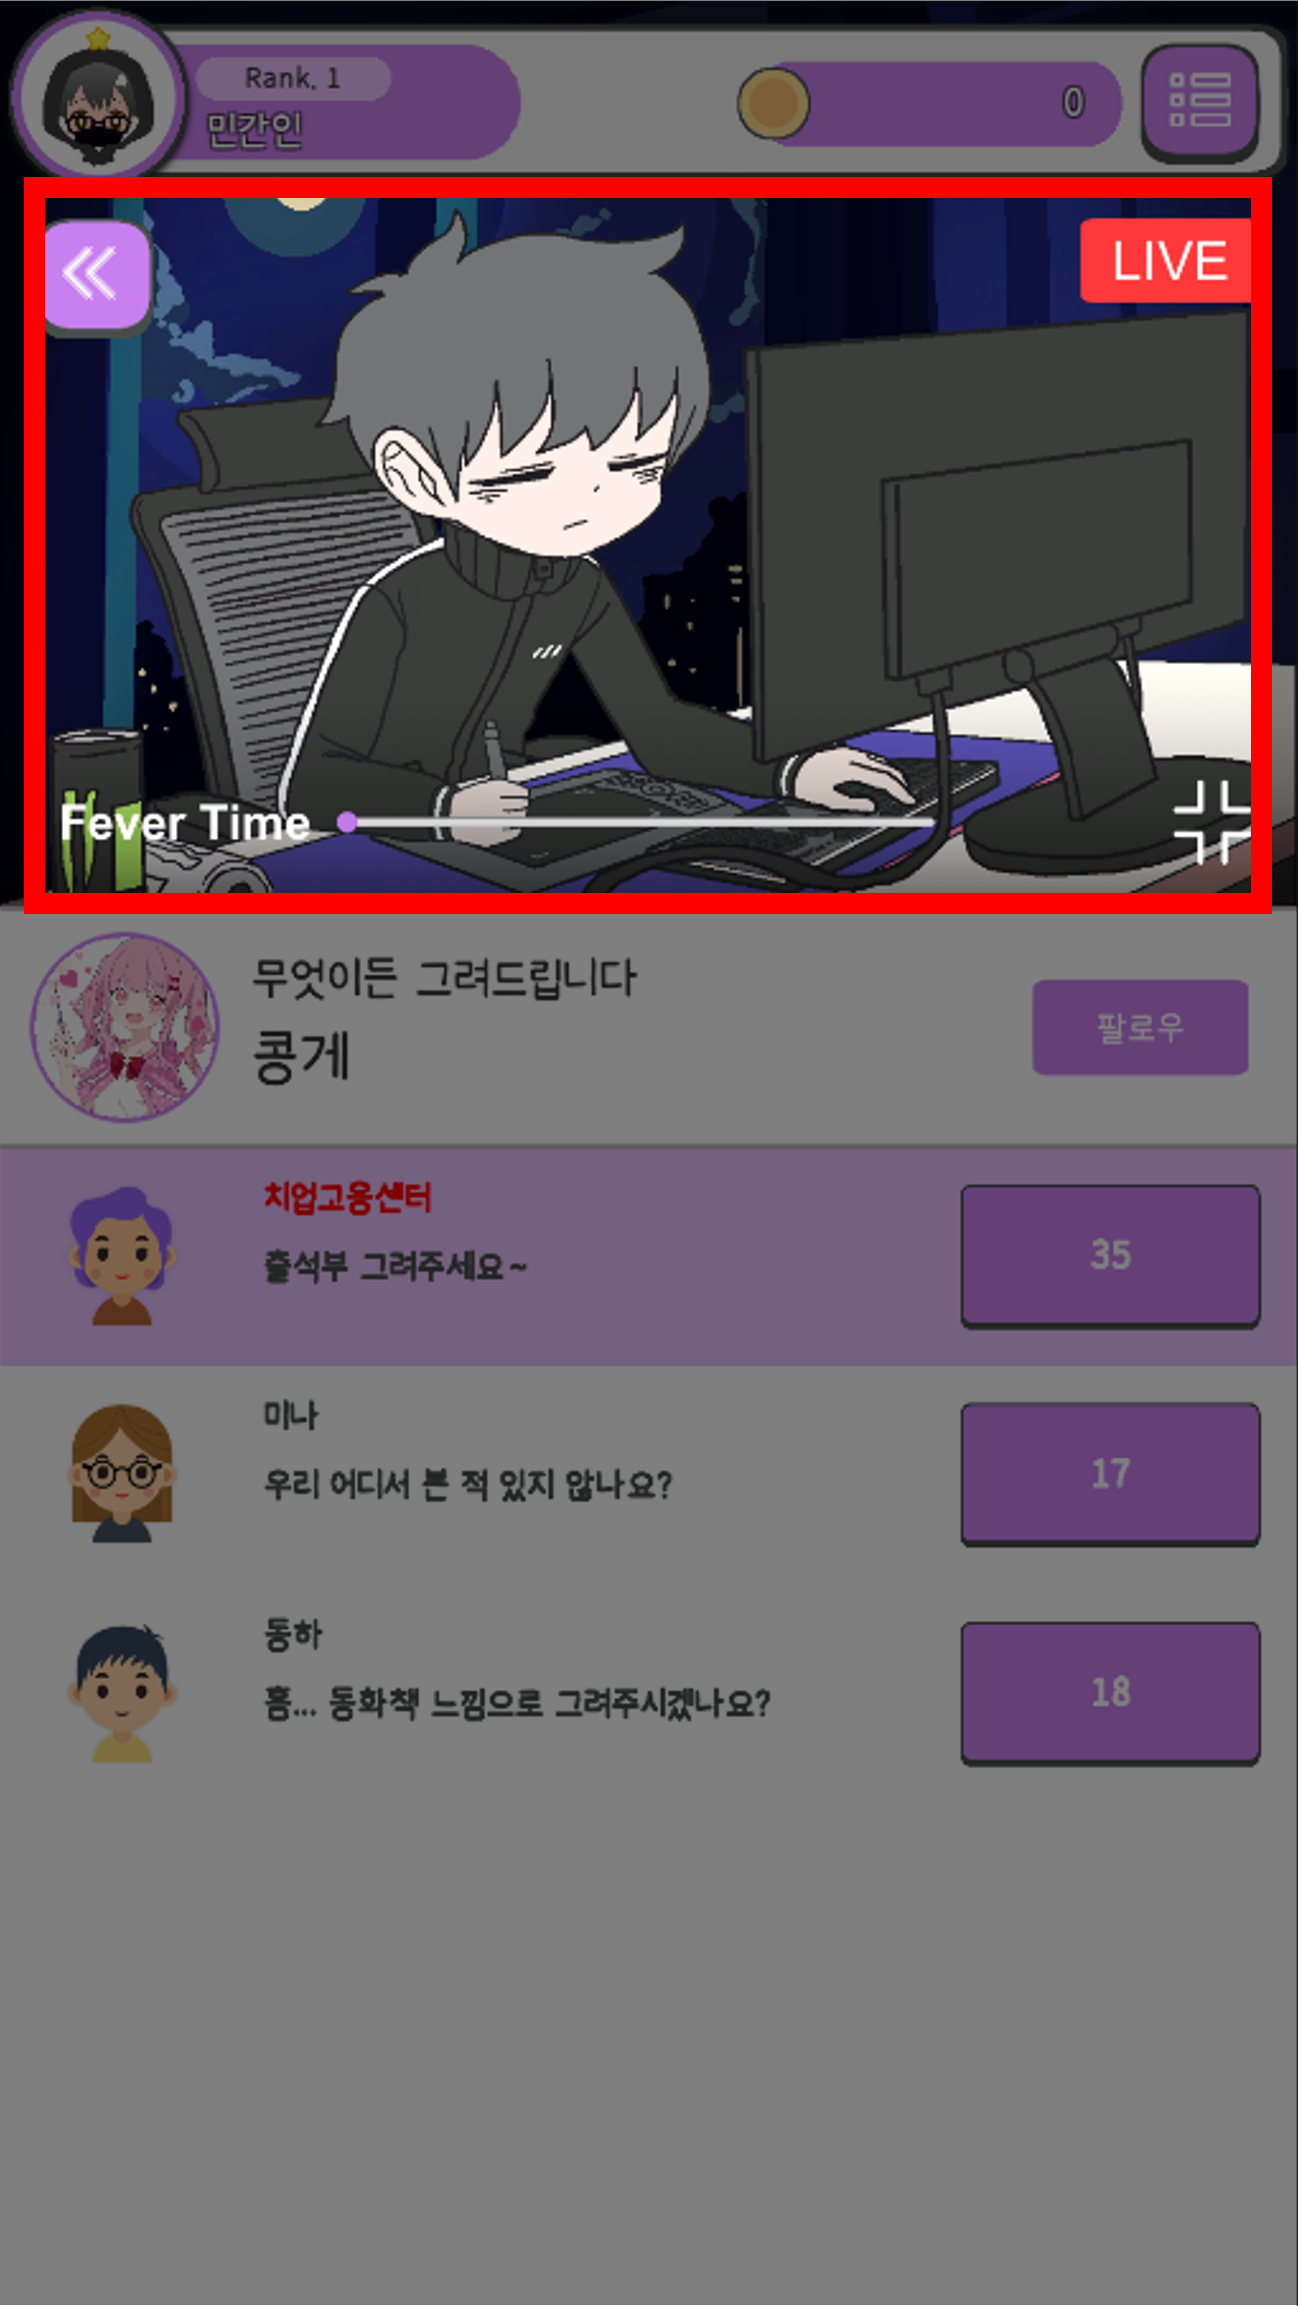 Rank. 1
민간인
0
LIVE
Fever Time
무엇이든 그려드립니다
콩게
팔로우
치업고용센터
출석부 그려주세요~
35
미나
우리 어디서 본 적 있지 않나요?
17
동하
흠... 동화책 느낌으로 그려주시겠나요?
18